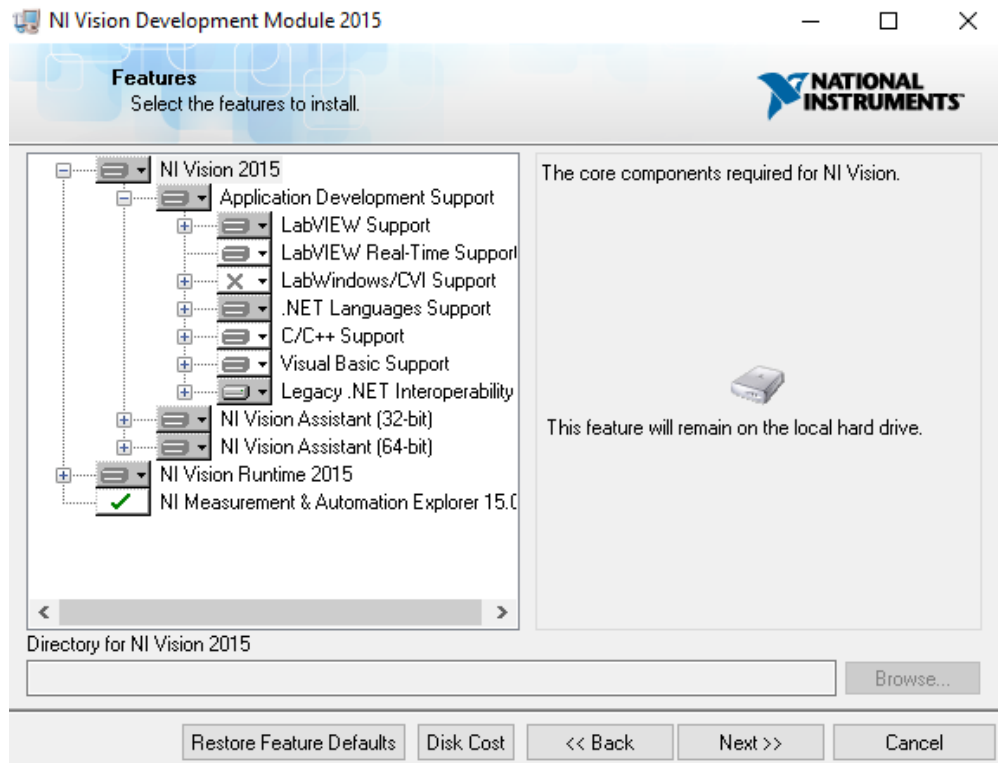 NI Vision Development Module 2015
Features
Select the features to install.
NATIONAL
INSTRUMENTS™
NI Vision 2015
Application Development Support
LabVIEW Support
LabVIEW Real-Time Support
LabWindows/CVI Support
.NET Languages Support
C/C++ Support
Visual Basic Support
Legacy .NET Interoperability
NI Vision Assistant (32-bit)
NI Vision Assistant (64-bit)
NI Vision Runtime 2015
NI Measurement & Automation Explorer 15.0
The core components required for NI Vision.
This feature will remain on the local hard drive.
Directory for NI Vision 2015
Browse...
Restore Feature Defaults
Disk Cost
<< Back
Next >>
Cancel